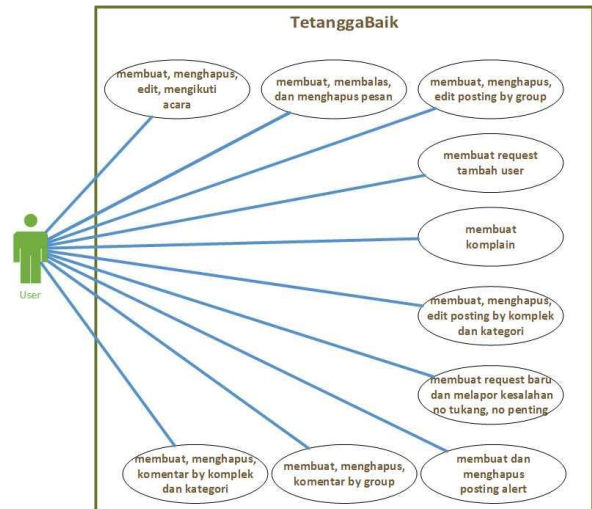 TetanggaBaik
membuat, menghapus,
edit, mengikuti
acara
membuat, membalas,
dan menghapus pesan
membuat, menghapus,
edit posting by group
membuat request
tambah user
membuat
komplain
User
membuat, menghapus,
edit posting by komplek
dan kategori
membuat request baru
dan melapor kesalahan
no tukang, no penting
membuat, menghapus,
komentar by komplek
dan kategori
membuat, menghapus,
komentar by group
membuat dan
menghapus
posting alert